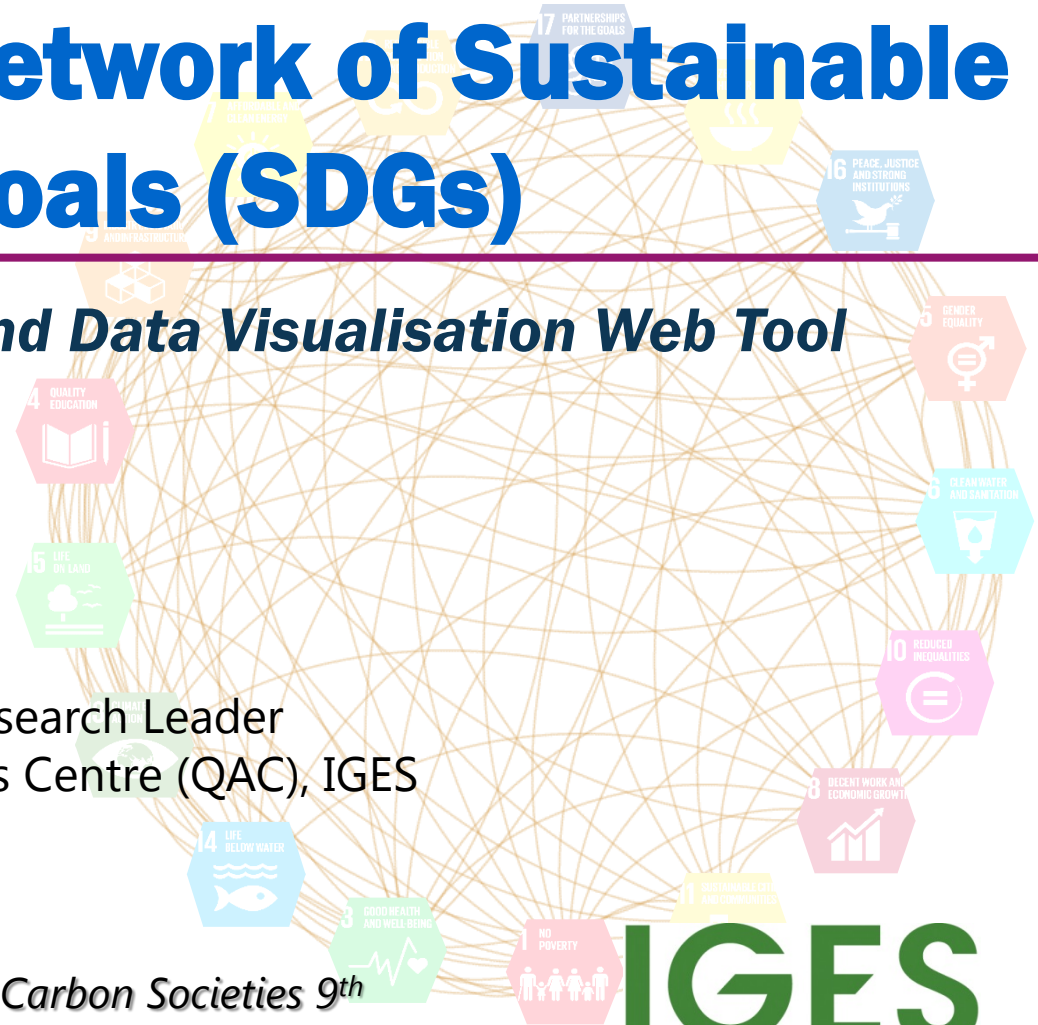 etwork of Sustainable
oals (SDGs)
nd Data Visualisation Web Tool
search Leader
s Centre (QAC), IGES
Carbon Societies 9th
IGES
17 PARTNERSHIPS
FOR THE GOALS
16 PEACE, JUSTICE
AND STRONG
INSTITUTIONS
5 GENDER
EQUALITY
6 CLEAN WATER
AND SANITATION
10 REDUCED
INEQUALITIES
8 DECENT WORK AN
ECONOMIC GROWTH
1 NO
POVERTY
3 GOOD HEALTH
AND WELL-BEING
14 LIFE
BELOW WATER
15 LIFE
ON LAND
4 QUALITY
EDUCATION